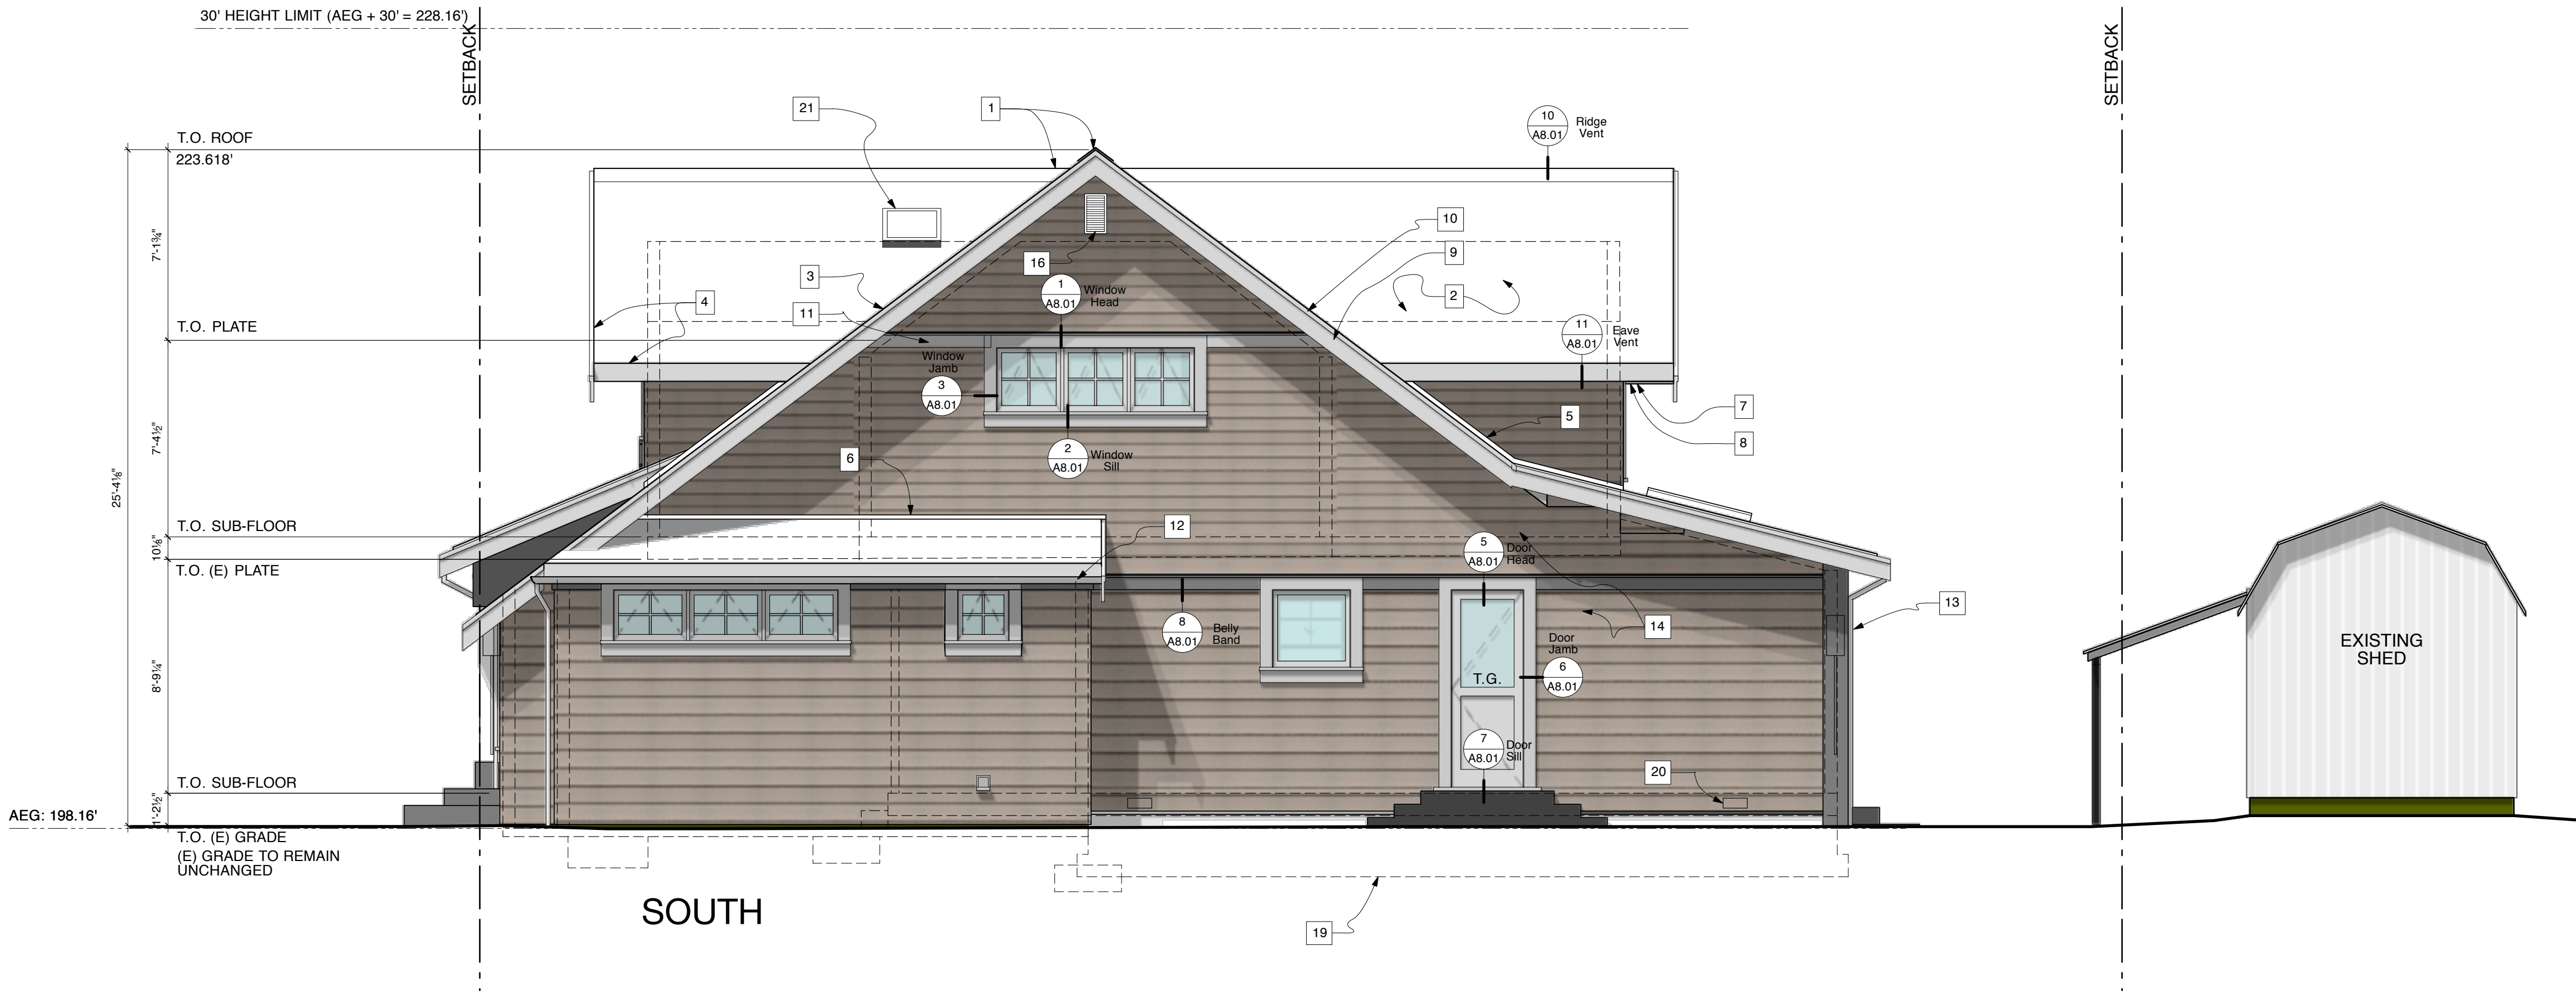 30' HEIGHT LIMIT (AEG + 30' = 228.16')
SETBACK
SETBACK
21
1
10
A8.01
Ridge
Vent
T.O. ROOF
223.618'
7'-1¾"
10
9
16
3
4
1
A8.01
Window
Head
2
11
T.O. PLATE
11
A8.01
Eave
Vent
Window
Jamb
3
A8.01
7
5
8
7'-4½"
2
A8.01
Window
Sill
6
25'-4⅛"
T.O. SUB-FLOOR
12
10⅛"
5
A8.01
Door
Head
T.O. (E) PLATE
13
8
A8.01
Belly
Band
14
Door
Jamb
6
A8.01
EXISTING
SHED
8'-9¼"
T.G.
7
A8.01
Door
Sill
20
T.O. SUB-FLOOR
1'-2½"
AEG: 198.16'
T.O. (E) GRADE
(E) GRADE TO REMAIN
UNCHANGED
SOUTH
19